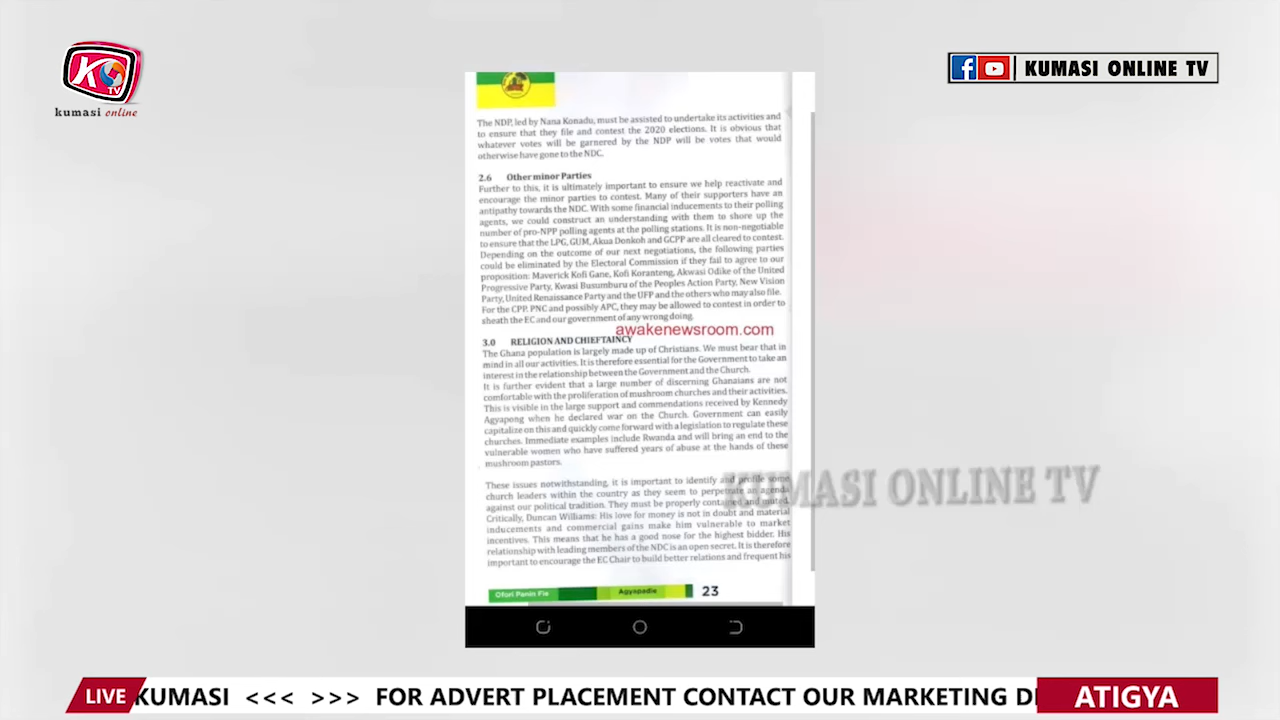 KUMASI ONLINE TV
K
TV
kumasi online
The NDP, led by Nana Konadu, must be assisted to undertake its activities and
to ensure that they file and contest the 2020 elections. It is obvious that
whatever votes will be garnered by the NDP will be votes that would
otherwise have gone to the NDC.
2.6 Other minor Parties
Further to this, it is ultimately important to ensure we help reactivate and
encourage the minor parties to contest. Many of their supporters have an
antipathy towards the NDC. With some financial inducements to their polling
agents, we could construct an understanding with them to shore up the
number of pro-NPP polling agents at the polling stations. It is non-negotiable
to ensure that the LPG, GUM, Akua Donkoh and GCPP are all cleared to contest.
Depending on the outcome of our next negotiations, the following parties
could be eliminated by the Electoral Commission if they fail to agree to our
proposition: Maverick Kofi Gane, Kofi Koranteng, Akwasi Odike of the United
Progressive Party, Kwasi Busumburu of the Peoples Action Party, New Vision
Party, United Renaissance Party and the UFP and the others who may also file.
For the CPP, PNC and possibly APC, they may be allowed to contest in order to
sheath the EC and our government of any wrong doing.
awakenewsroom.com
3.0 RELIGION AND CHIEFTAINCY
The Ghana population is largely made up of Christians. We must bear that in
mind in all our activities. It is therefore essential for the Government to take an
interest in the relationship between the Government and the Church.
It is further evident that a large number of discerning Ghanaians are not
comfortable with the proliferation of mushroom churches and their activities.
This is visible in the large support and commendations received by Kennedy
Agyapong when he declared war on the Church. Government can easily
capitalize on this and quickly come forward with a legislation to regulate these
churches. Immediate examples include Rwanda and will bring an end to the
vulnerable women who have suffered years of abuse at the hands of these
mushroom pastors.
These issues notwithstanding, it is important to identify and profile some
church leaders within the country as they seem to perpetrate an agenda
against our political tradition. They must be properly contained and muted.
Critically, Duncan Williams: His love for money is not in doubt and material
inducements and commercial gains make him vulnerable to market
incentives. This means that he has a good nose for the highest bidder. His
relationship with leading members of the NDC is an open secret. It is therefore
important to encourage the EC Chair to build better relations and frequent his
KUMASI ONLINE TV
Ofori Panin Fie Agyapadie 23
LIVE KUMASI <<< >>> FOR ADVERT PLACEMENT CONTACT OUR MARKETING D ATIGYA